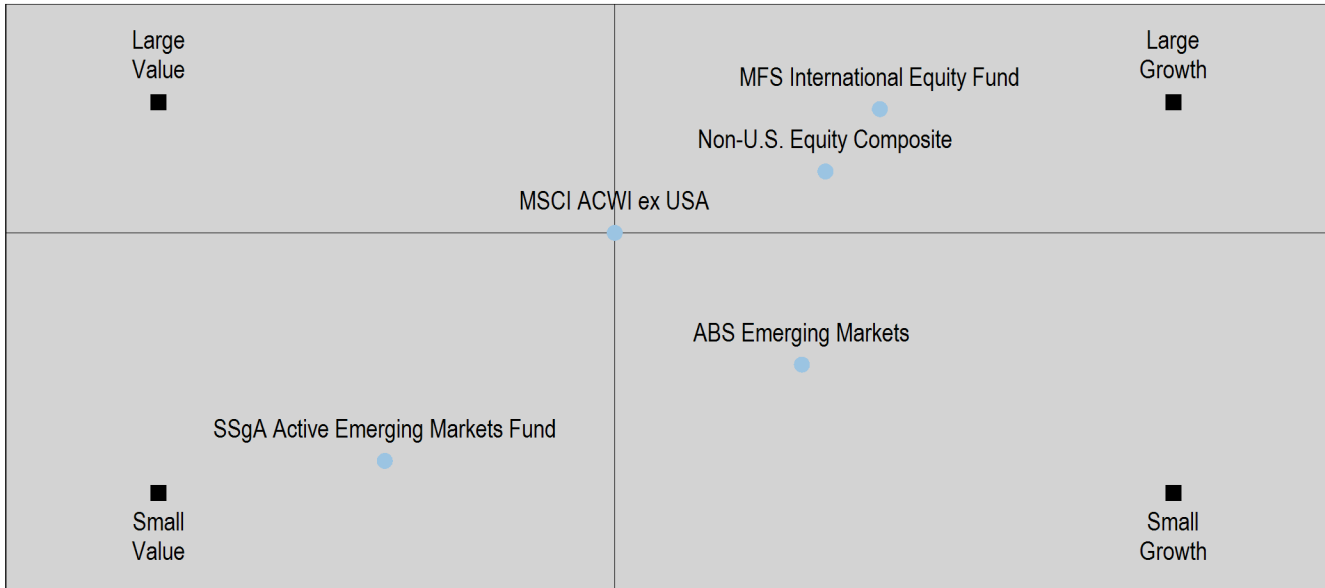 Large
Value
Large
Growth
MFS International Equity Fund
Non-U.S. Equity Composite
MSCI ACWI ex USA
ABS Emerging Markets
SSgA Active Emerging Markets Fund
Small
Value
Small
Growth